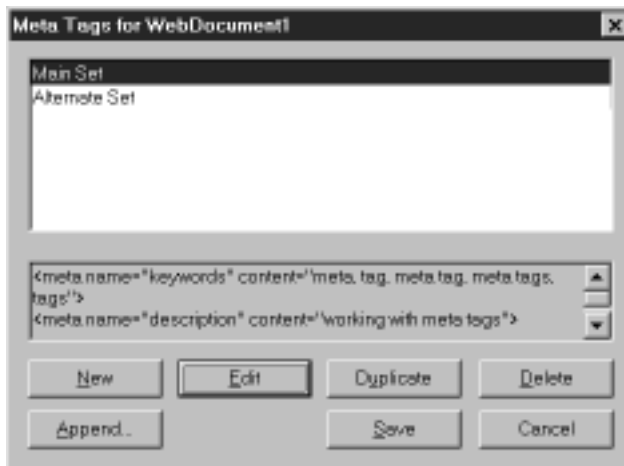 Meta Tags for WebDocument1
Main Set
Alternate Set
<meta name="keywords" content="meta, tag, meta tag, meta tags,
tags">
<meta name="description" content="working with meta tags">
New
Edit
Duplicate
Delete
Append...
Save
Cancel